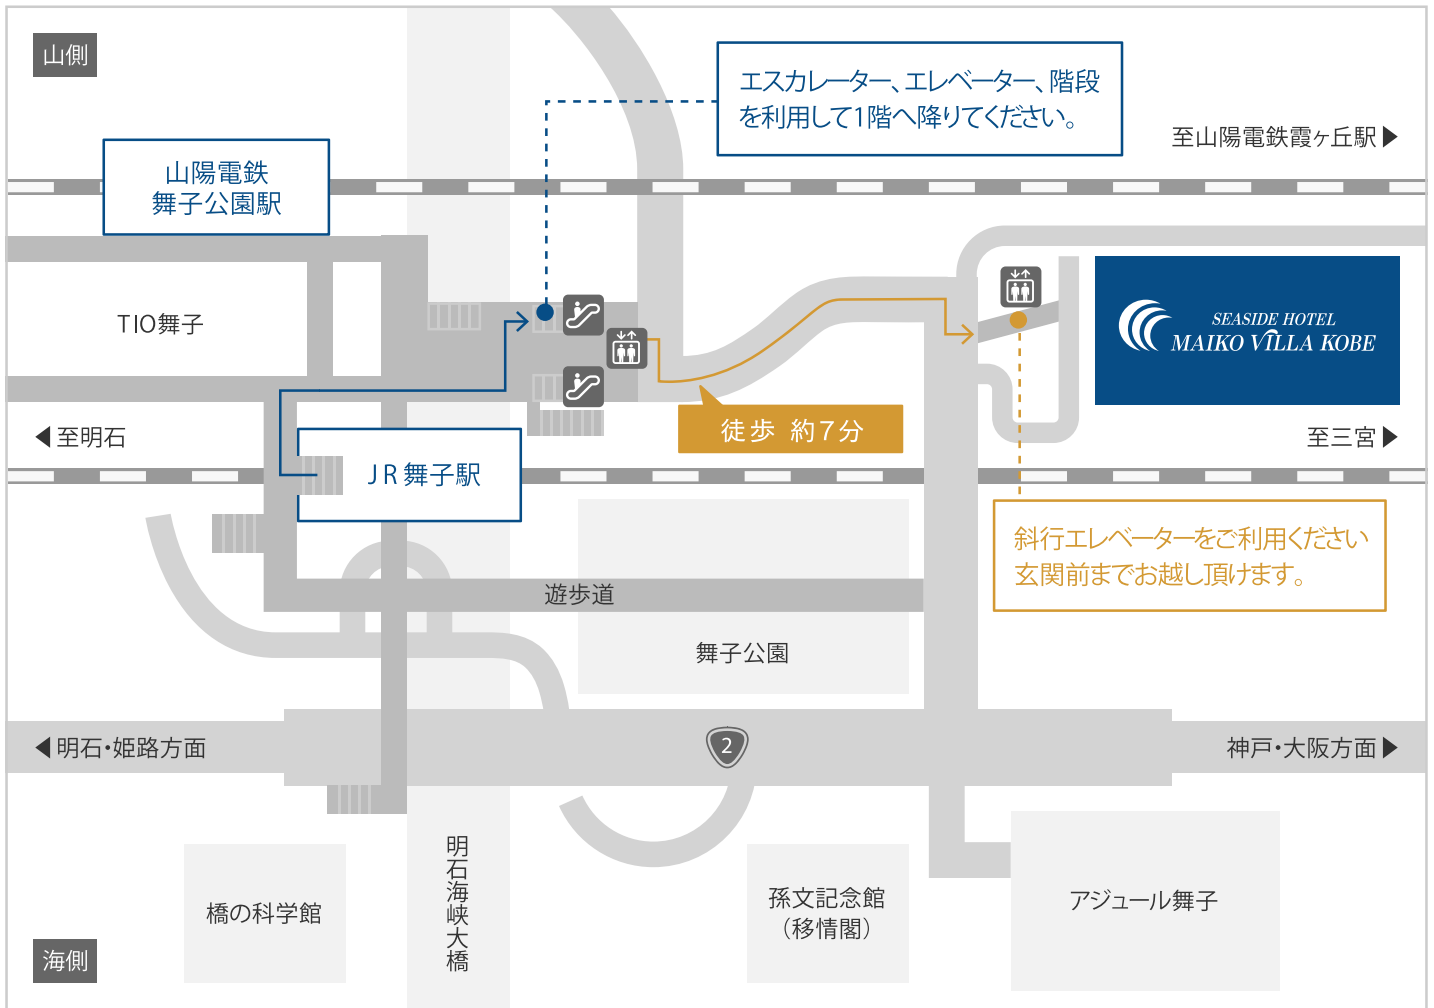 山側
エスカレーター、エレベーター、階段
を利用して1階へ降りてください。
至山陽電鉄霞ヶ丘駅▶
山陽電鉄
舞子公園駅
TIO舞子
SEASIDE HOTEL
MAIKO VILLA KOBE
徒歩 約7分
◀至明石
至三宮▶
JR舞子駅
斜行エレベーターをご利用ください
玄関前までお越し頂けます。
遊歩道
舞子公園
◀明石・姫路方面
2
神戸・大阪方面▶
明石海峡大橋
橋の科学館
孫文記念館
（移情閣）
アジュール舞子
海側